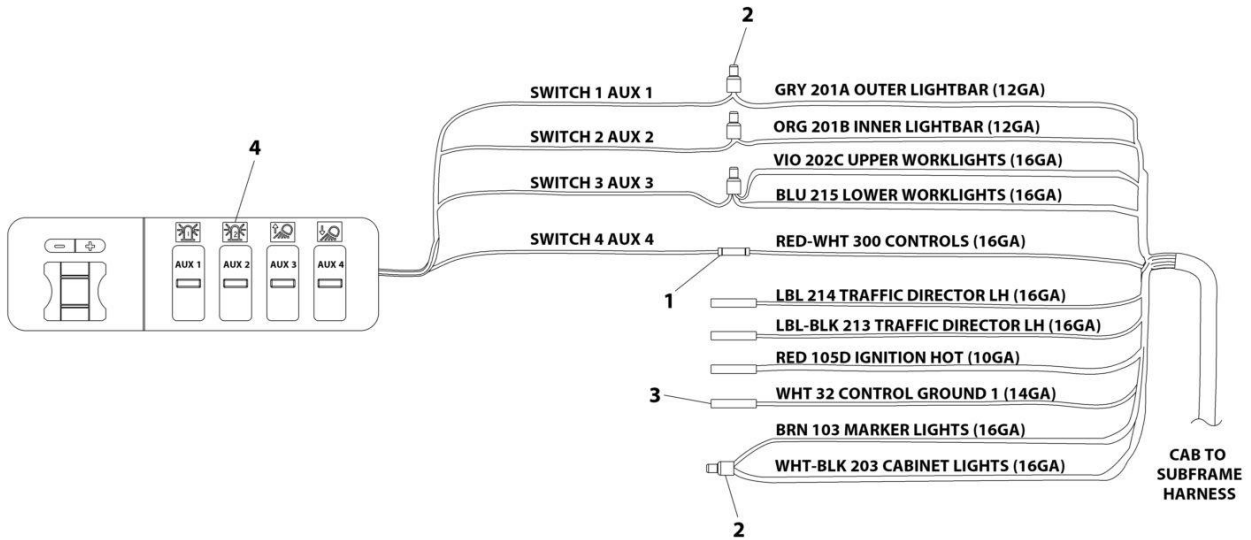 2
SWITCH 1 AUX 1
GRY 201A OUTER LIGHTBAR (12GA)
SWITCH 2 AUX 2
ORG 201B INNER LIGHTBAR (12GA)
4
VIO 202C UPPER WORKLIGHTS (16GA)
SWITCH 3 AUX 3
BLU 215 LOWER WORKLIGHTS (16GA)
1
2
- +
SWITCH 4 AUX 4
RED-WHT 300 CONTROLS (16GA)
AUX 1
AUX 2
AUX 3
AUX 4
1
LBL 214 TRAFFIC DIRECTOR LH (16GA)
LBL-BLK 213 TRAFFIC DIRECTOR LH (16GA)
RED 105D IGNITION HOT (10GA)
3
WHT 32 CONTROL GROUND 1 (14GA)
BRN 103 MARKER LIGHTS (16GA)
WHT-BLK 203 CABINET LIGHTS (16GA)
2
CAB TO
SUBFRAME
HARNESS